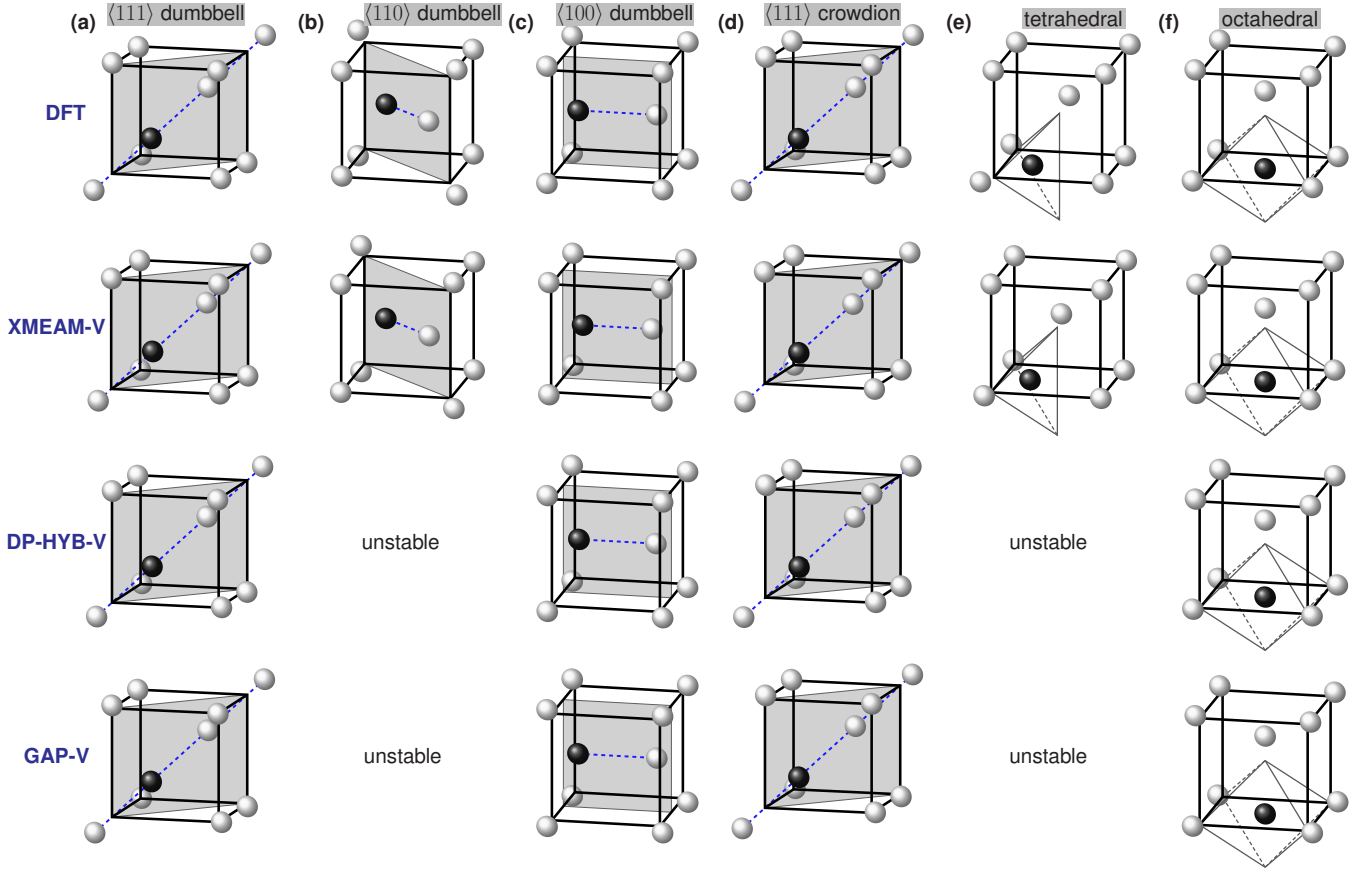 (a) ⟨111⟩ dumbbell
(b) ⟨110⟩ dumbbell
(c) ⟨100⟩ dumbbell
(d) ⟨111⟩ crowdion
(e) tetrahedral
(f) octahedral
DFT
XMEAM-V
DP-HYB-V
unstable
unstable
GAP-V
unstable
unstable